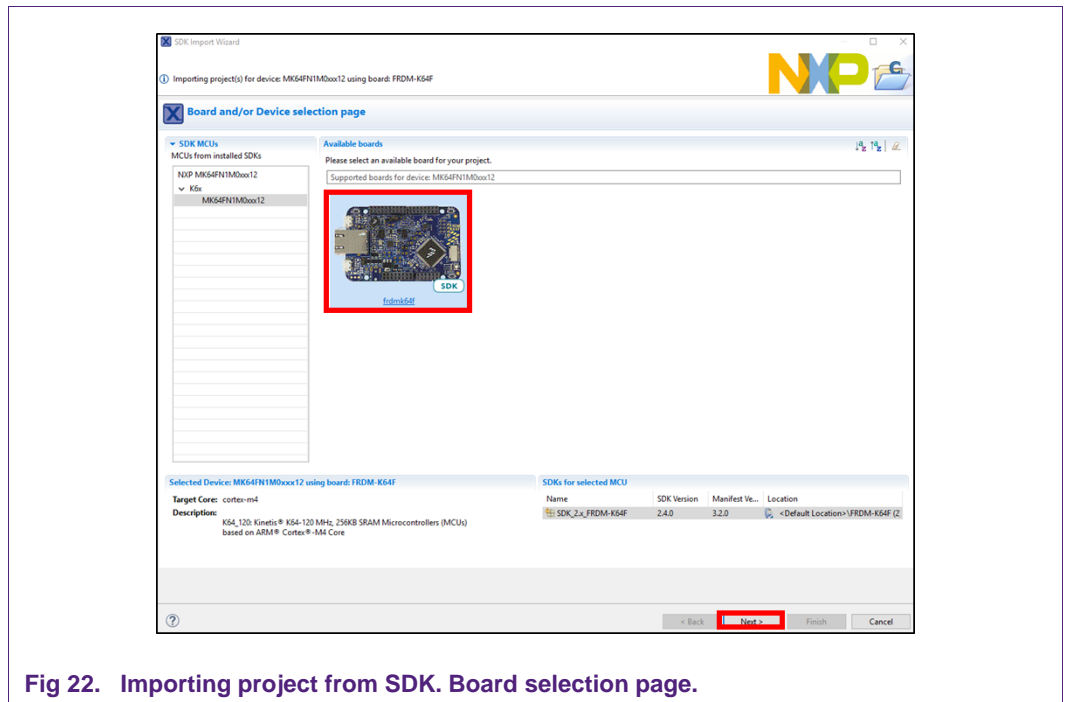 SDK Import Wizard
Importing project(s) for device: MK64FN1M0xxx12 using board: FRDM-K64F
NXP
C
Board and/or Device selection page
SDK MCUs
MCUs from installed SDKs
NXP MK64FN1M0xxx12
K6x
MK64FN1M0xxx12
Available boards
Please select an available board for your project.
Supported boards for device: MK64FN1M0xxx12
SDK
frdmk64f
Selected Device: MK64FN1M0xxx12 using board: FRDM-K64F
Target Core: cortex-m4
Description:
K64_120: Kinetis® K64-120 MHz, 256KB SRAM Microcontrollers (MCUs)
based on ARM® Cortex®-M4 Core
SDKs for selected MCU
Name SDK Version Manifest Ve... Location
SDK_2.x_FRDM-K64F 2.4.0 3.2.0 <Default Location>\FRDM-K64F (2
< Back Next > Finish Cancel
Fig 22. Importing project from SDK. Board selection page.